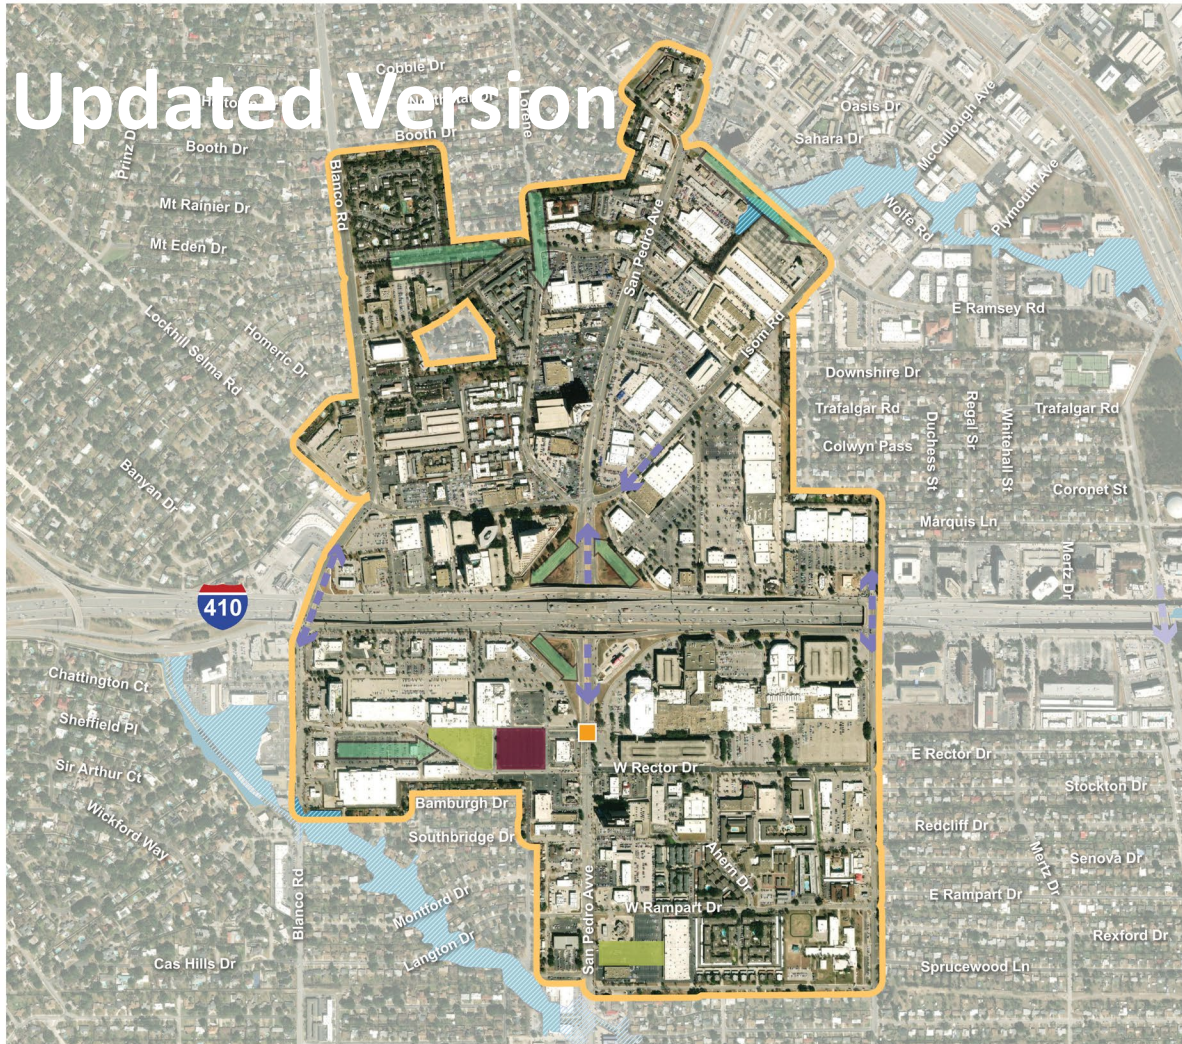 Updated Version
Cobble Dr
Booth Dr
Lorene
Prinz D
Booth Dr
Oasis Dr
Sahara Dr
McCullough Ave
Plymouth Ave
Wolfe Rd
Blanco Rd
Mt Rainier Dr
Mt Eden Dr
San Pedro Ave
Lockhill Selma Rd
Homeric Dr
E Ramsey Rd
Isom Rd
Downshire Dr
Trafalgar Rd
Trafalgar Rd
Duchess St
Regal Sr
Whitehall St
Colwyn Pass
Banyan Dr
Coronet St
Marquis Ln
Mertz Dr
410
Chattington Ct
Sheffield Pl
Sir Arthur Ct
Wickford Way
W Rector Dr
E Rector Dr
Stockton Dr
Bamburgh Dr
Southbridge Dr
Redcliff Dr
Mertz Dr
Senova Dr
Ahern Dr
Blanco Rd
Montford Dr
Langton Dr
San Pedro Avve
W Rampart Dr
E Rampart Dr
Rexford Dr
Cas Hills Dr
Sprucewood Ln